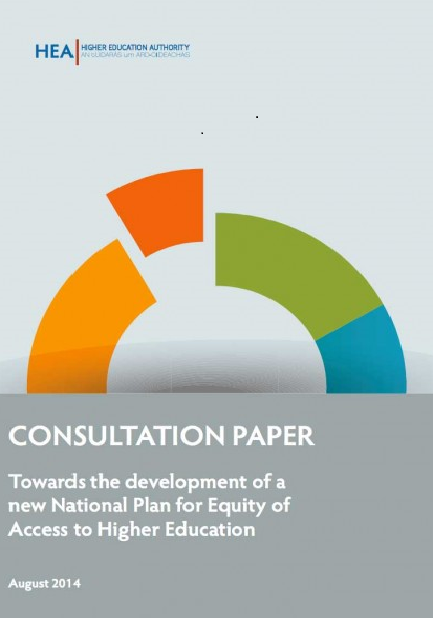 HEA
HIGHER EDUCATION AUTHORITY
AN tÚDARÁS um ARD-OIDEACHAS
CONSULTATION PAPER
Towards the development of a
new National Plan for Equity of
Access to Higher Education
August 2014